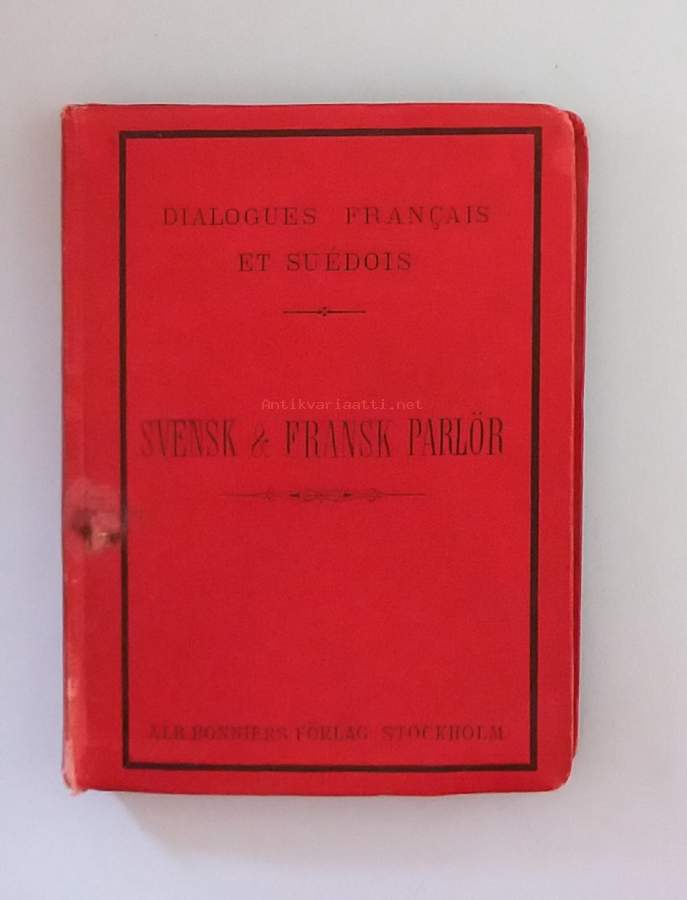 DIALOGUES FRANÇAIS
ET SUÉDOIS
Antikvariaatti.net
SVENSK & FRANSK PARLÖR
ALB. BONNIERS FÖRLAG STOCKHOLM